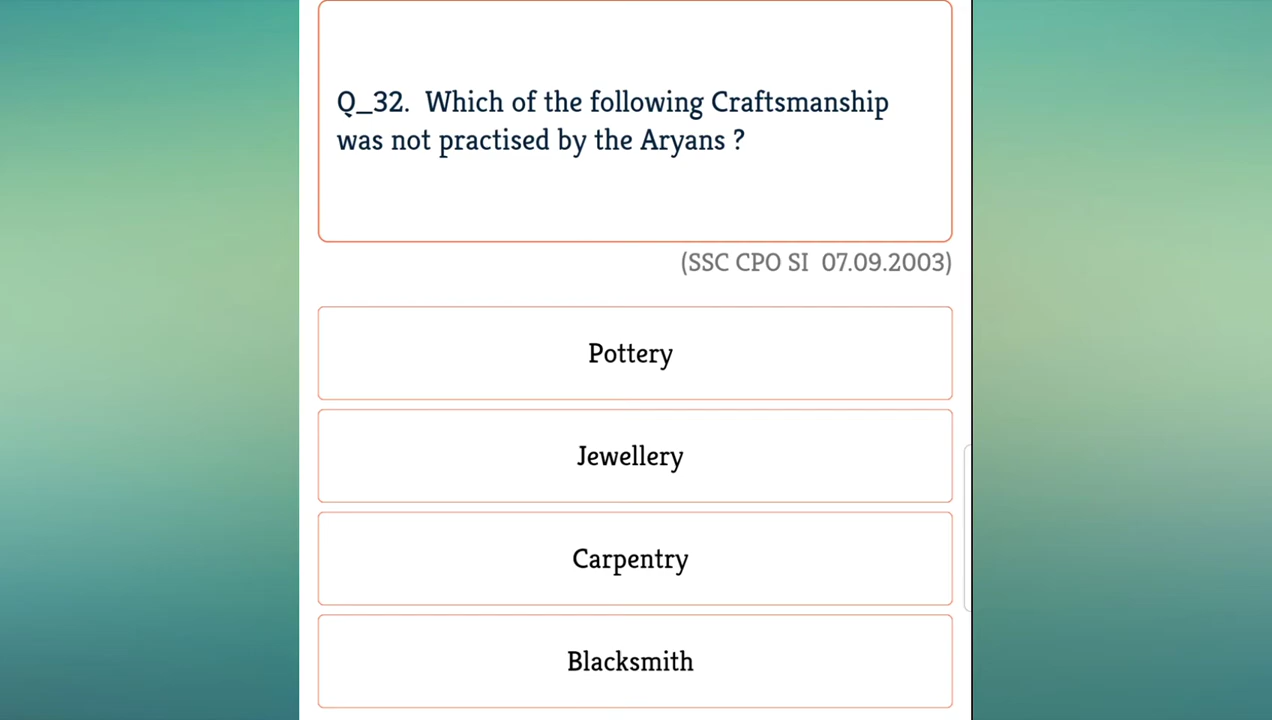 Q_32. Which of the following Craftsmanship
was not practised by the Aryans ?
(SSC CPO SI 07.09.2003)
Pottery
Jewellery
Carpentry
Blacksmith